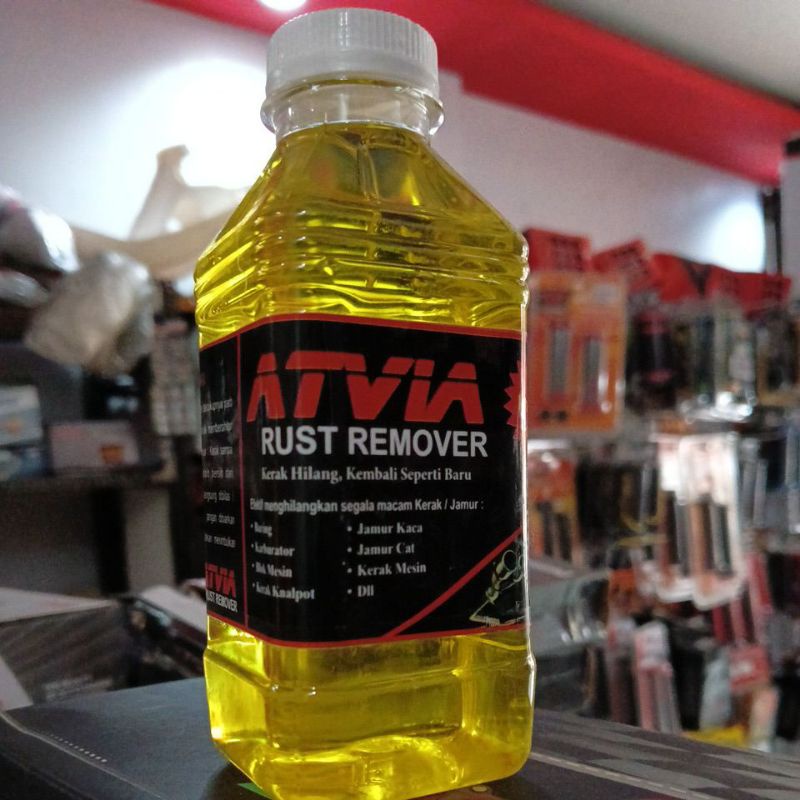 ATVIA
RUST REMOVER
Kerak Hilang, Kembali Seperti Baru
Efektif menghilangkan segala macam Kerak / Jamur :
• Boring
• Karburator
• Blok Mesin
• Kerak Knalpot
• Jamur Kaca
• Jamur Cat
• Kerak Mesin
• Dll
ATVIA
RUST REMOVER